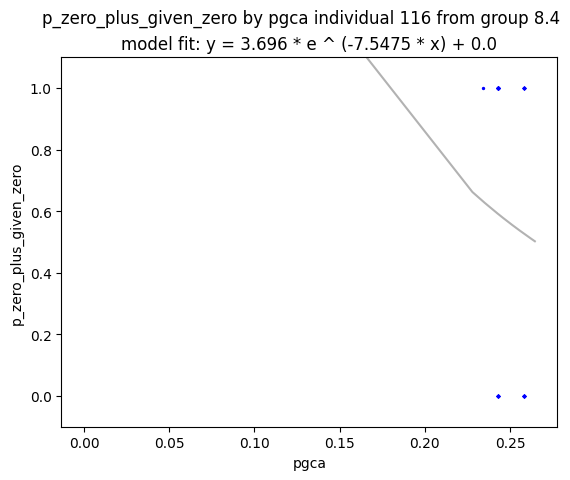 p_zero_plus_given_zero by pgca individual 116 from group 8.4
model fit: y = 3.696 * e ^ (-7.5475 * x) + 0.0
1.0
0.8
0.6
0.4
0.2
0.0
p_zero_plus_given_zero
0.00 0.05 0.10 0.15 0.20 0.25
pgca